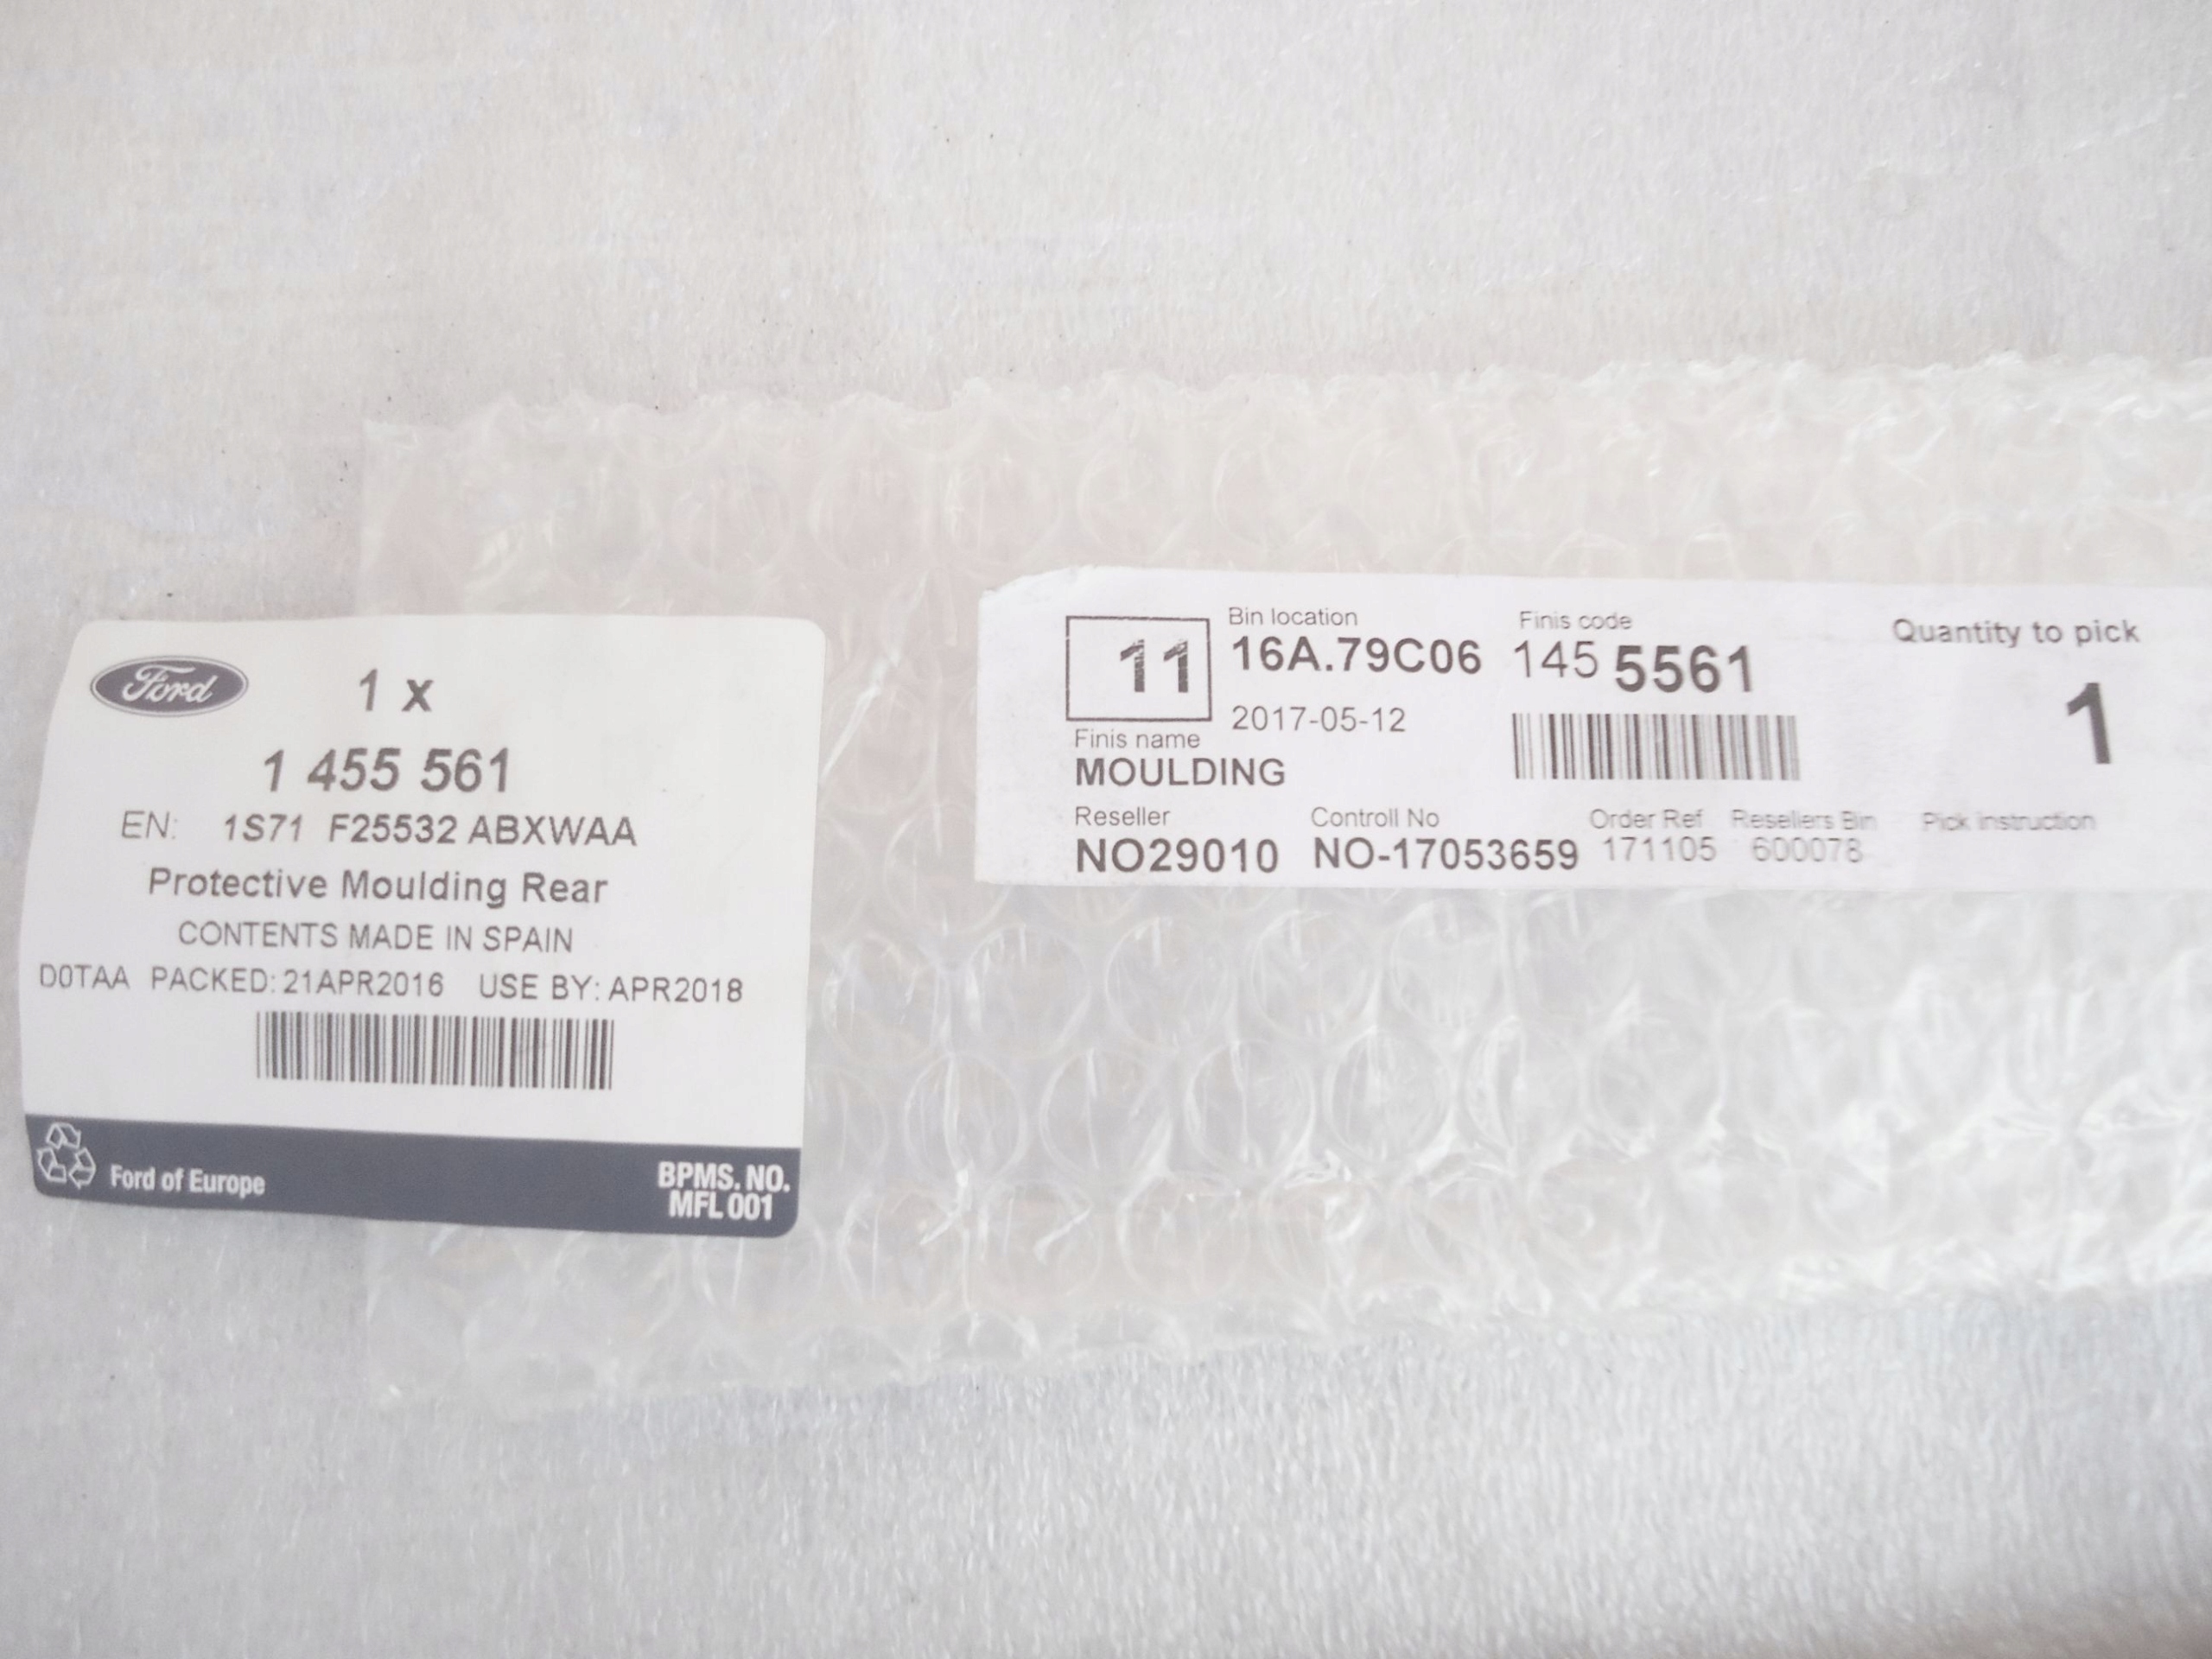 Ford
1 x
1 455 561
EN: 1S71 F25532 ABXWAA
Protective Moulding Rear
CONTENTS MADE IN SPAIN
D0TAA PACKED: 21APR2016 USE BY: APR2018
Ford of Europe
BPMS. NO.
MFL 001
11
Bin location
16A.79C06
2017-05-12
Finis code
145 5561
Quantity to pick
1
Finis name
MOULDING
Reseller Controll No Order Ref Resellers Bin Pick instruction
NO29010 NO-17053659 171105 600078